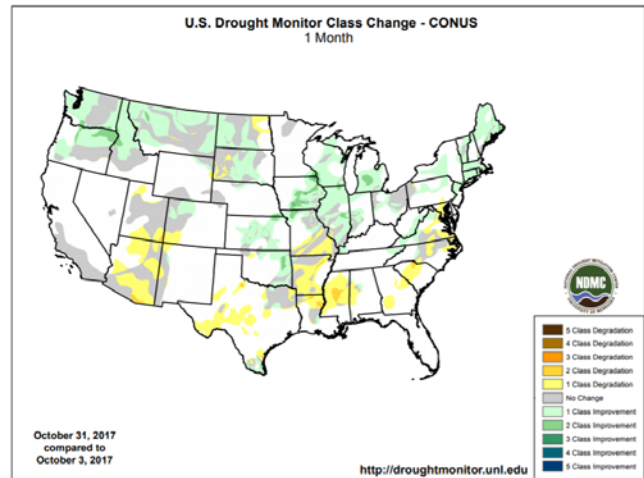 U.S. Drought Monitor Class Change - CONUS
1 Month
NDMC
5 Class Degradation
4 Class Degradation
3 Class Degradation
2 Class Degradation
1 Class Degradation
No Change
1 Class Improvement
2 Class Improvement
3 Class Improvement
4 Class Improvement
5 Class Improvement
October 31, 2017
compared to
October 3, 2017
http://droughtmonitor.unl.edu